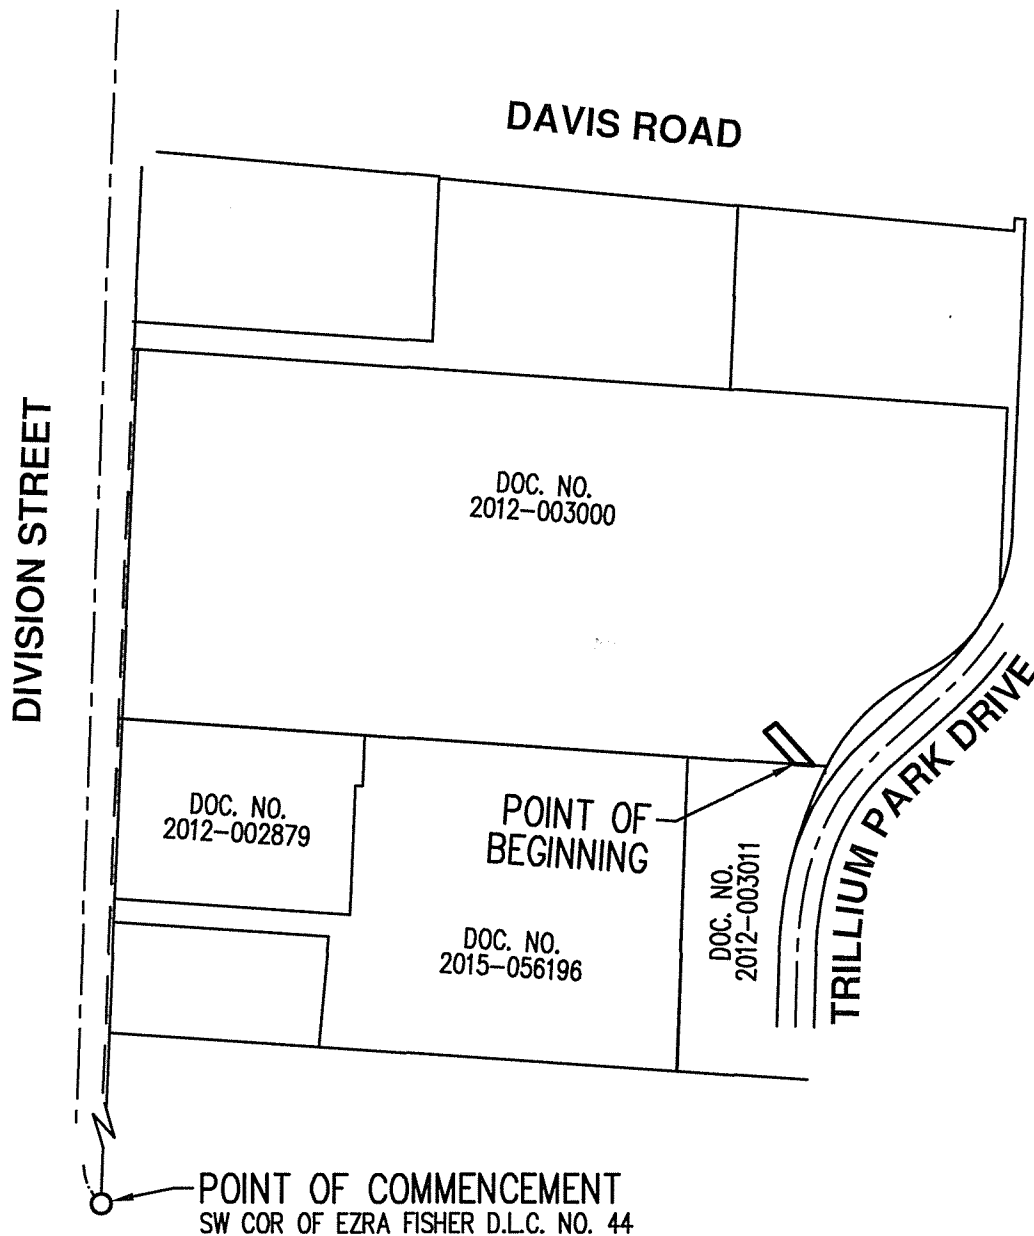 DAVIS ROAD
DIVISION STREET
DOC. NO.
2012-003000
DOC. NO.
2012-002879
POINT OF
BEGINNING
DOC. NO.
2012-003011
TRILLIUM PARK DRIVE
DOC. NO.
2015-056196
POINT OF COMMENCEMENT
SW COR OF EZRA FISHER D.L.C. NO. 44